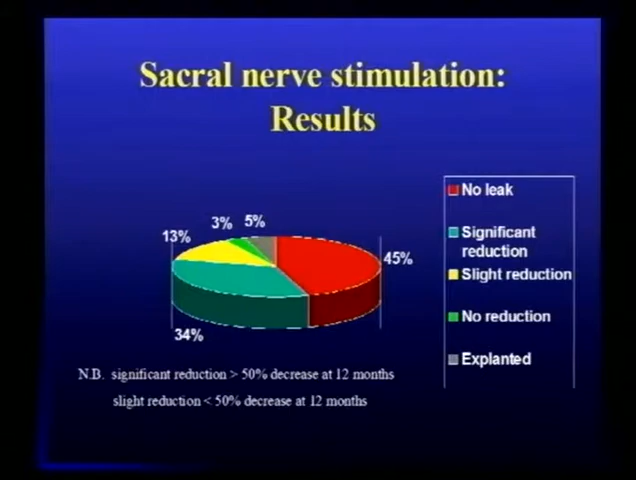 Sacral nerve stimulation:
Results
No leak
Significant
reduction
Slight reduction
No reduction
Explanted
13%
3%
5%
45%
34%
N.B. significant reduction > 50% decrease at 12 months
slight reduction < 50% decrease at 12 months